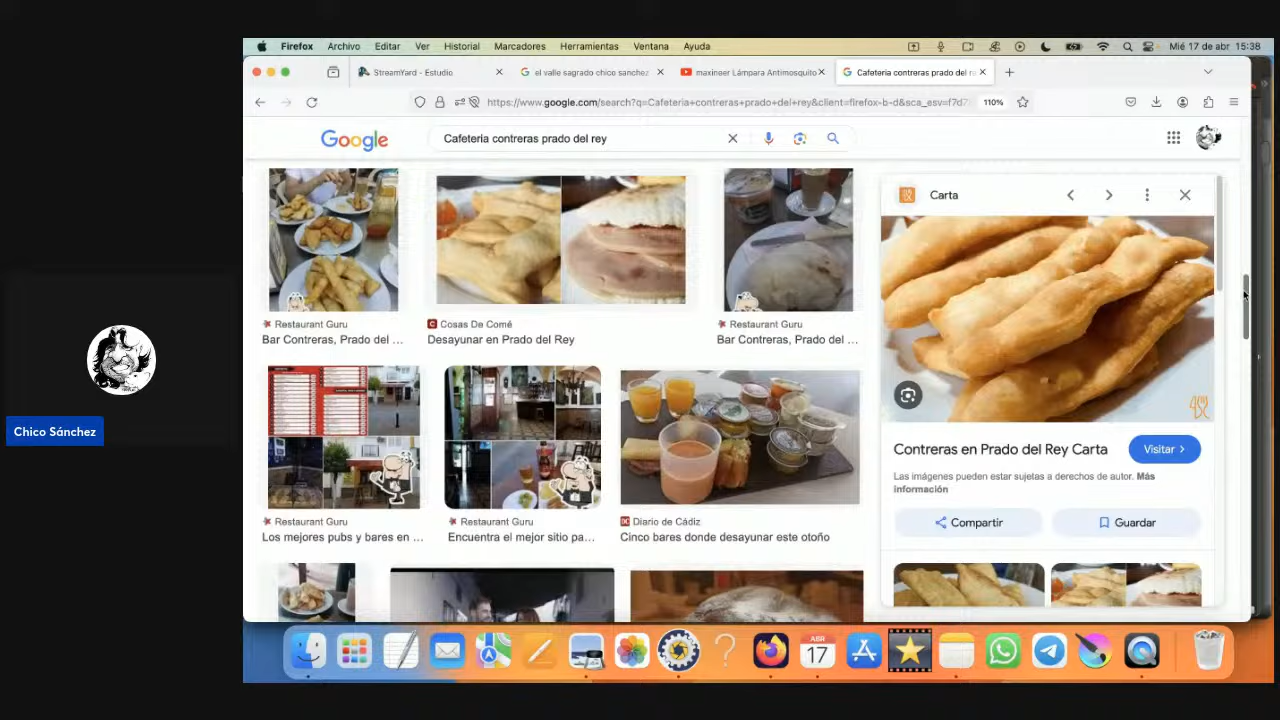 Firefox Archivo Editar Ver Historial Marcadores Herramientas Ventana Ayuda Mié 17 de abr 15:38
StreamYard - Estudio
el valle sagrado chico sanchez
maxineer Lámpara Antimosquito
Cafeteria contreras prado del re
https://www.google.com/search?q=Cafeteria+contreras+prado+del+rey&client=firefox-b-d&sca_esv=f7d7 110%
Google
Cafeteria contreras prado del rey
Carta
Restaurant Guru
Bar Contreras, Prado del ...
Cosas De Comé
Desayunar en Prado del Rey
Restaurant Guru
Bar Contreras, Prado del ...
Contreras en Prado del Rey Carta
Visitar
Las imágenes pueden estar sujetas a derechos de autor. Más
información
Compartir
Guardar
Restaurant Guru
Los mejores pubs y bares en ...
Restaurant Guru
Encuentra el mejor sitio pa...
Diario de Cádiz
Cinco bares donde desayunar este otoño
Chico Sánchez
ABR
17